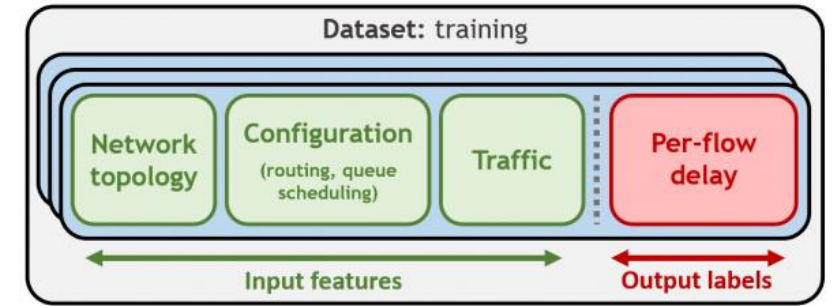 Dataset: training
Network
topology
Configuration
(routing, queue
scheduling)
Traffic
Per-flow
delay
Input features
Output labels